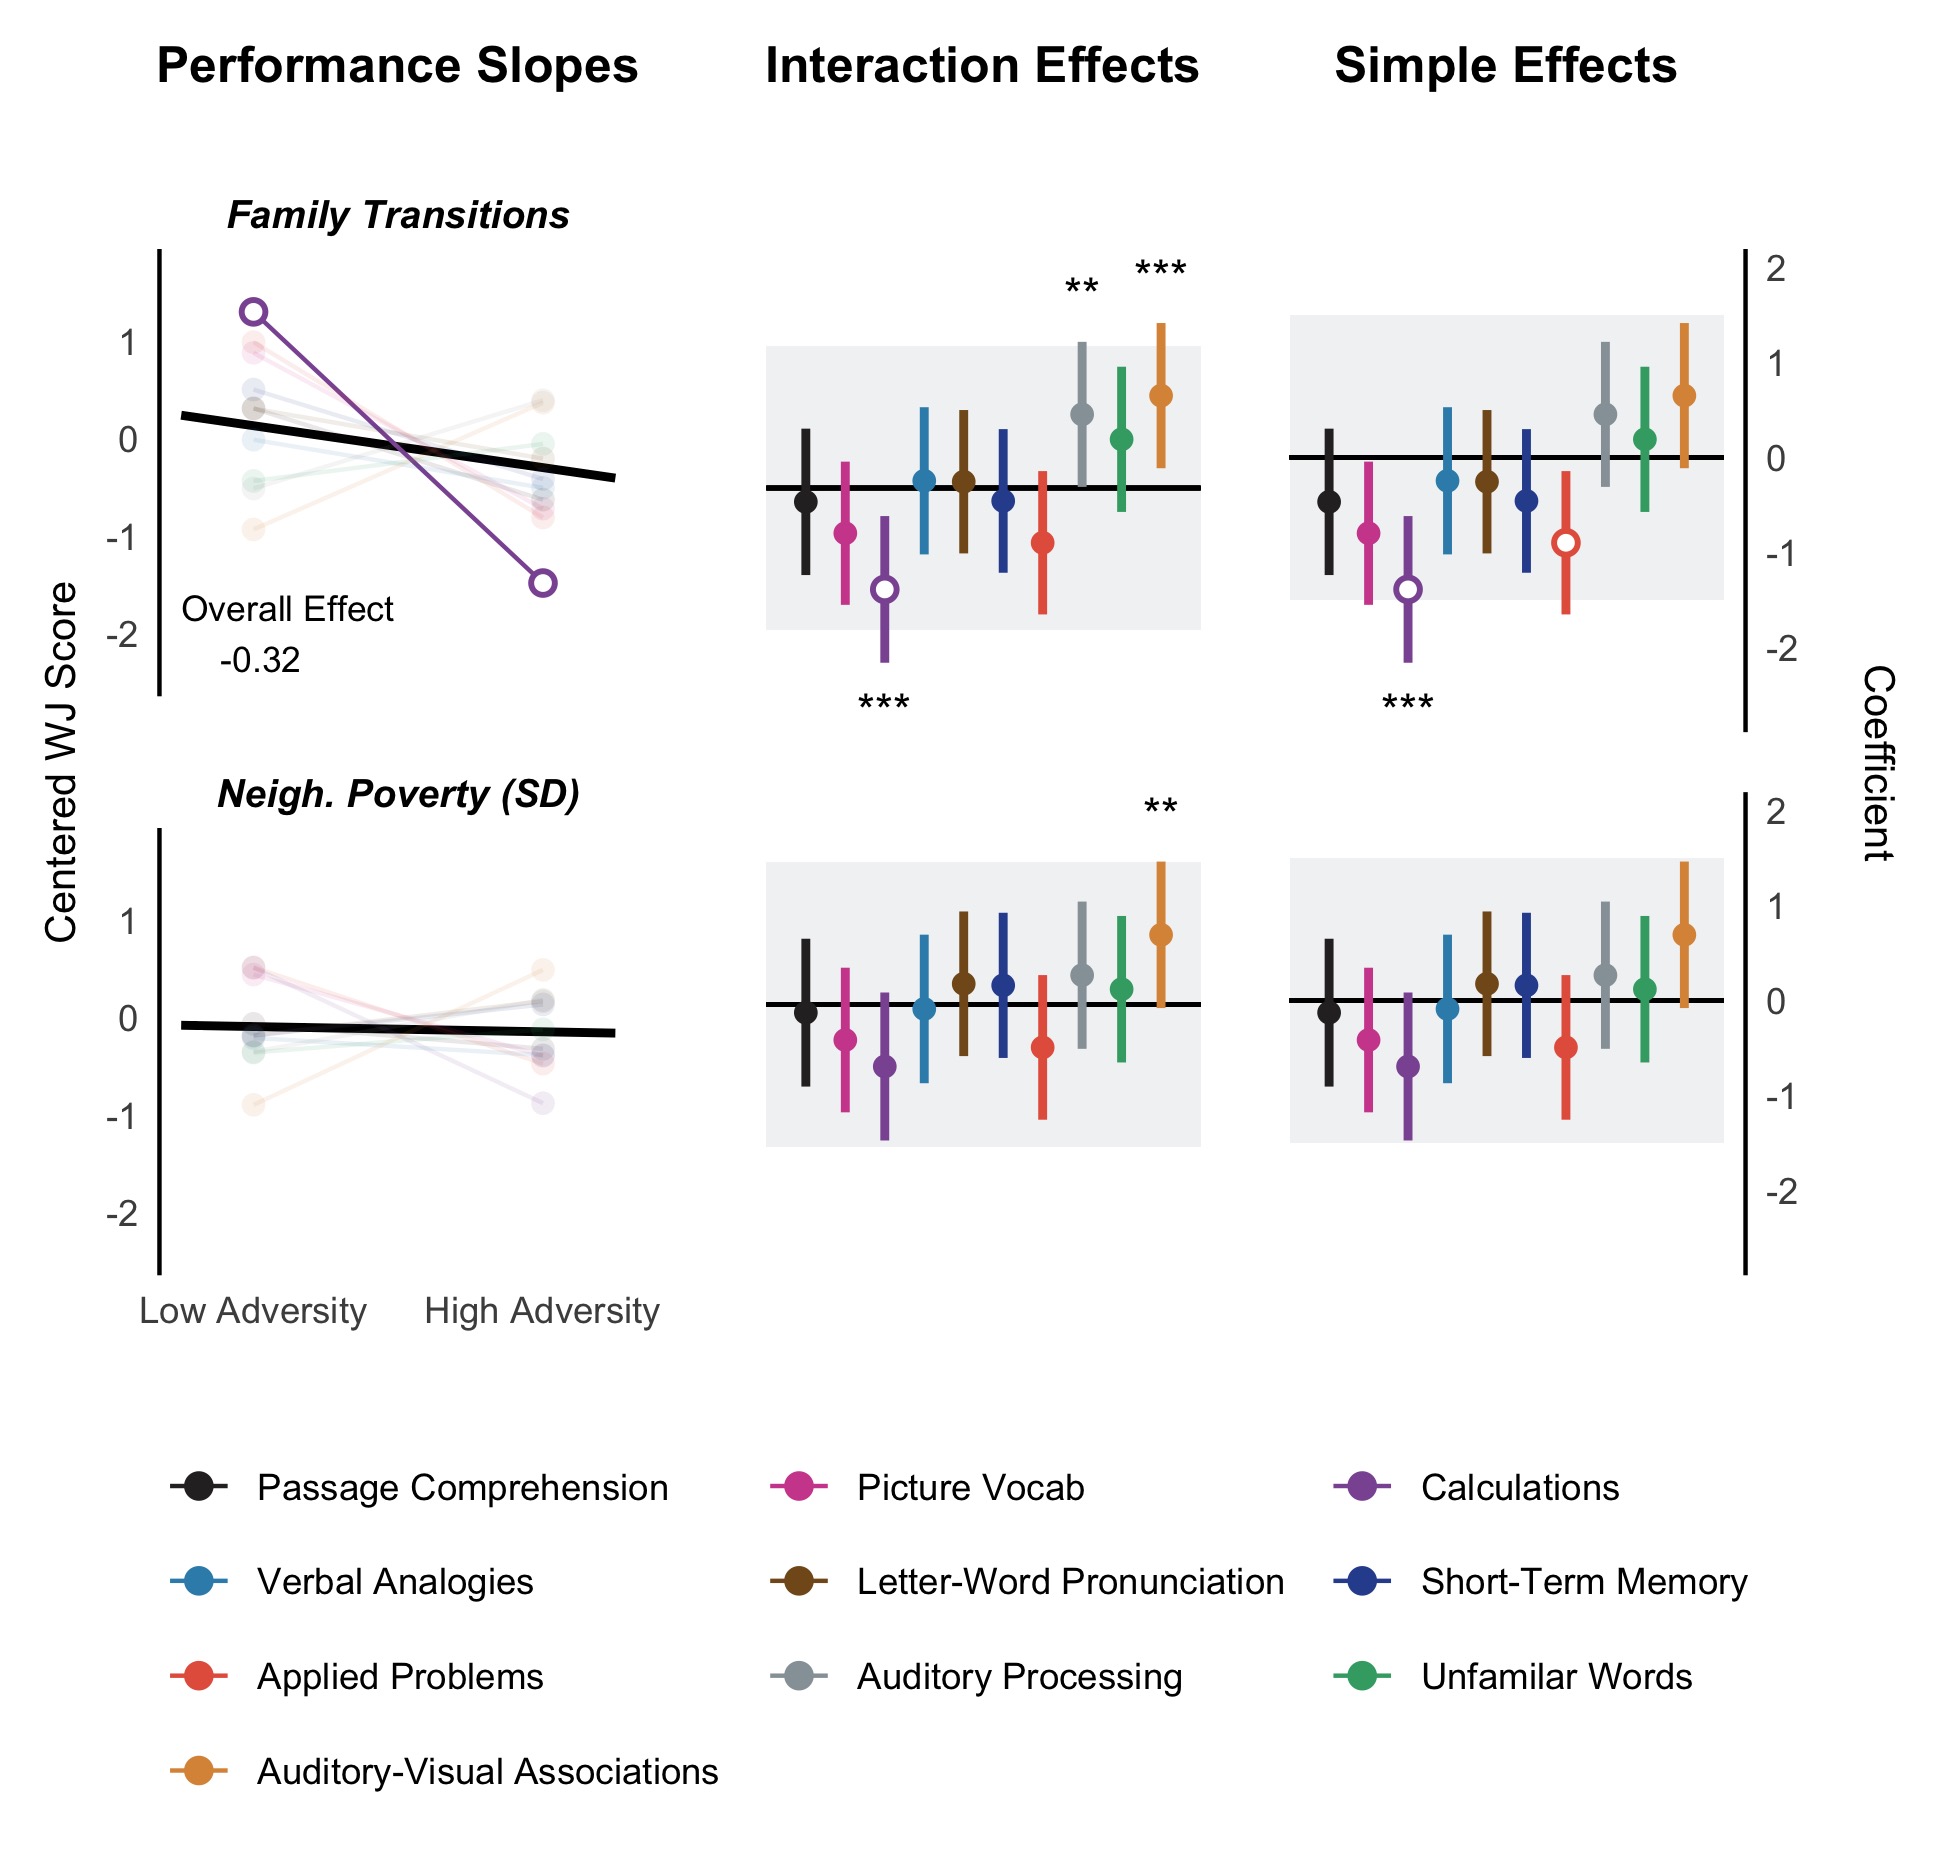 Performance Slopes
Interaction Effects
Simple Effects
Family Transitions
Centered WJ Score
1
0
-1
-2
Overall Effect
-0.32
**
***
***
***
2
1
0
-1
-2
Coefficient
Neigh. Poverty (SD)
1
0
-1
-2
Low Adversity
High Adversity
**
2
1
0
-1
-2
Passage Comprehension
Picture Vocab
Calculations
Verbal Analogies
Letter-Word Pronunciation
Short-Term Memory
Applied Problems
Auditory Processing
Unfamilar Words
Auditory-Visual Associations